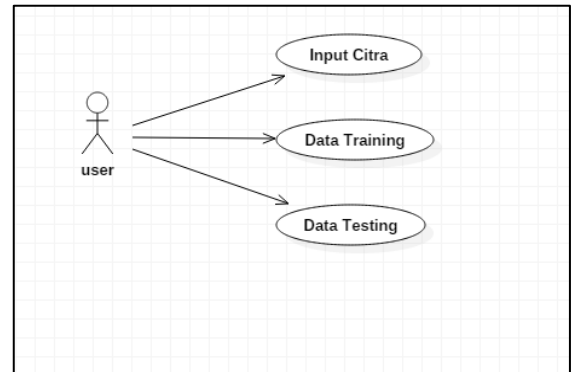 Input Citra
Data Training
user
Data Testing